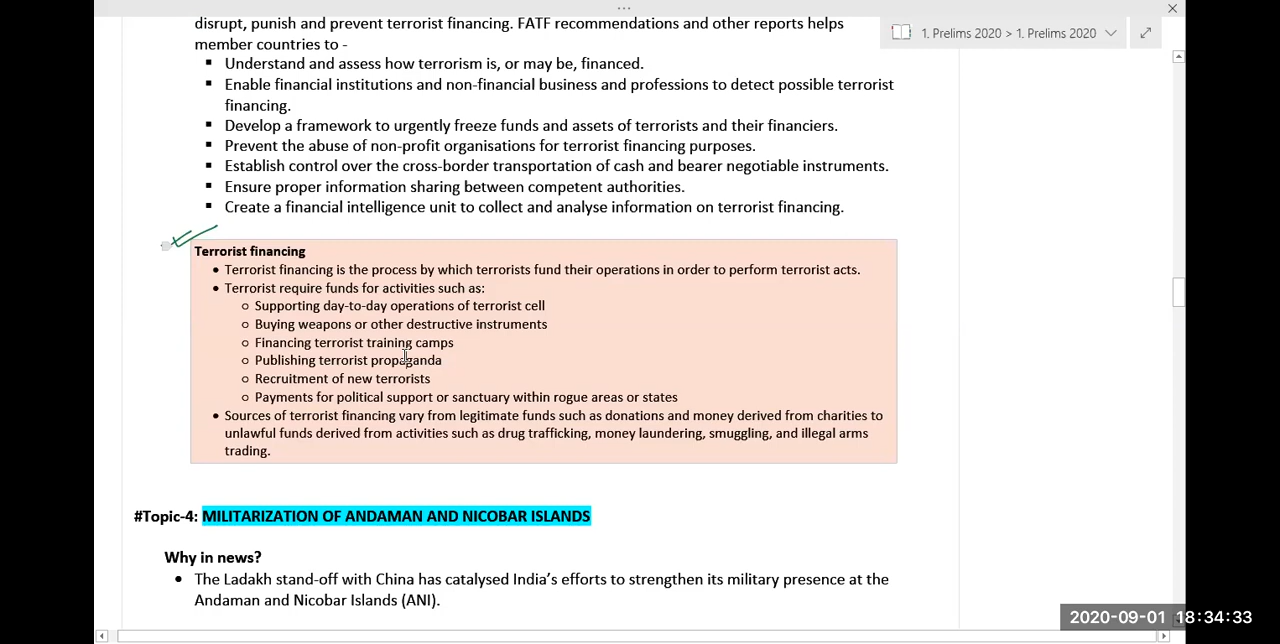 disrupt, punish and prevent terrorist financing. FATF recommendations and other reports helps
member countries to -
1. Prelims 2020 > 1. Prelims 2020
▪ Understand and assess how terrorism is, or may be, financed.
▪ Enable financial institutions and non-financial business and professions to detect possible terrorist
financing.
▪ Develop a framework to urgently freeze funds and assets of terrorists and their financiers.
▪ Prevent the abuse of non-profit organisations for terrorist financing purposes.
▪ Establish control over the cross-border transportation of cash and bearer negotiable instruments.
▪ Ensure proper information sharing between competent authorities.
▪ Create a financial intelligence unit to collect and analyse information on terrorist financing.
Terrorist financing
• Terrorist financing is the process by which terrorists fund their operations in order to perform terrorist acts.
• Terrorist require funds for activities such as:
o Supporting day-to-day operations of terrorist cell
o Buying weapons or other destructive instruments
o Financing terrorist training camps
o Publishing terrorist propaganda
o Recruitment of new terrorists
o Payments for political support or sanctuary within rogue areas or states
• Sources of terrorist financing vary from legitimate funds such as donations and money derived from charities to
unlawful funds derived from activities such as drug trafficking, money laundering, smuggling, and illegal arms
trading.
#Topic-4: MILITARIZATION OF ANDAMAN AND NICOBAR ISLANDS
Why in news?
• The Ladakh stand-off with China has catalysed India's efforts to strengthen its military presence at the
Andaman and Nicobar Islands (ANI).
2020-09-01 18:34:33